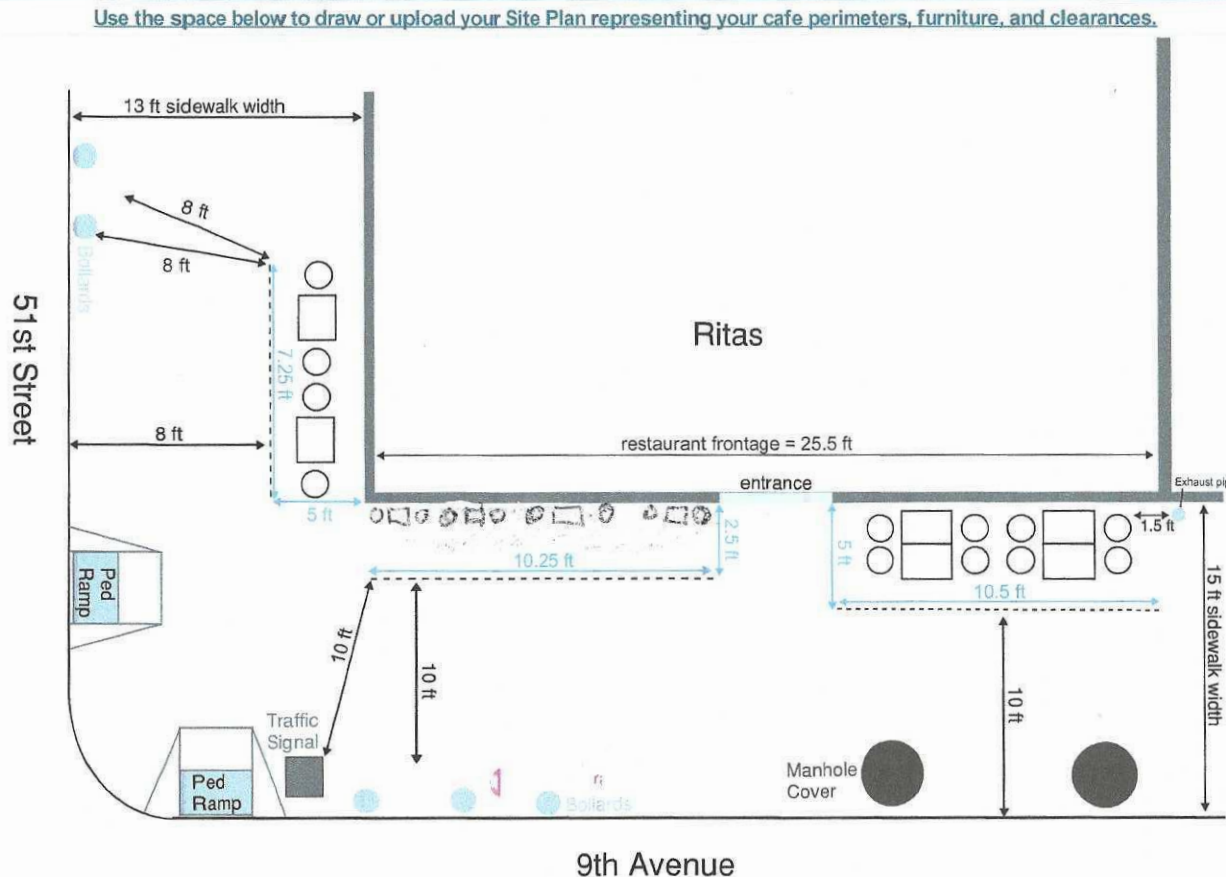 Use the space below to draw or upload your Site Plan representing your cafe perimeters, furniture, and clearances.
13 ft sidewalk width
8 ft
8 ft
Bollards
51st Street
7.25 ft
8 ft
5 ft
Ritas
restaurant frontage = 25.5 ft
entrance
Exhaust pip
1.5 ft
2.5 ft
5 ft
10.25 ft
10.5 ft
15 ft sidewalk width
Ped
Ramp
10 ft
10 ft
10 ft
Traffic
Signal
Ped
Ramp
Bollards
Manhole
Cover
9th Avenue